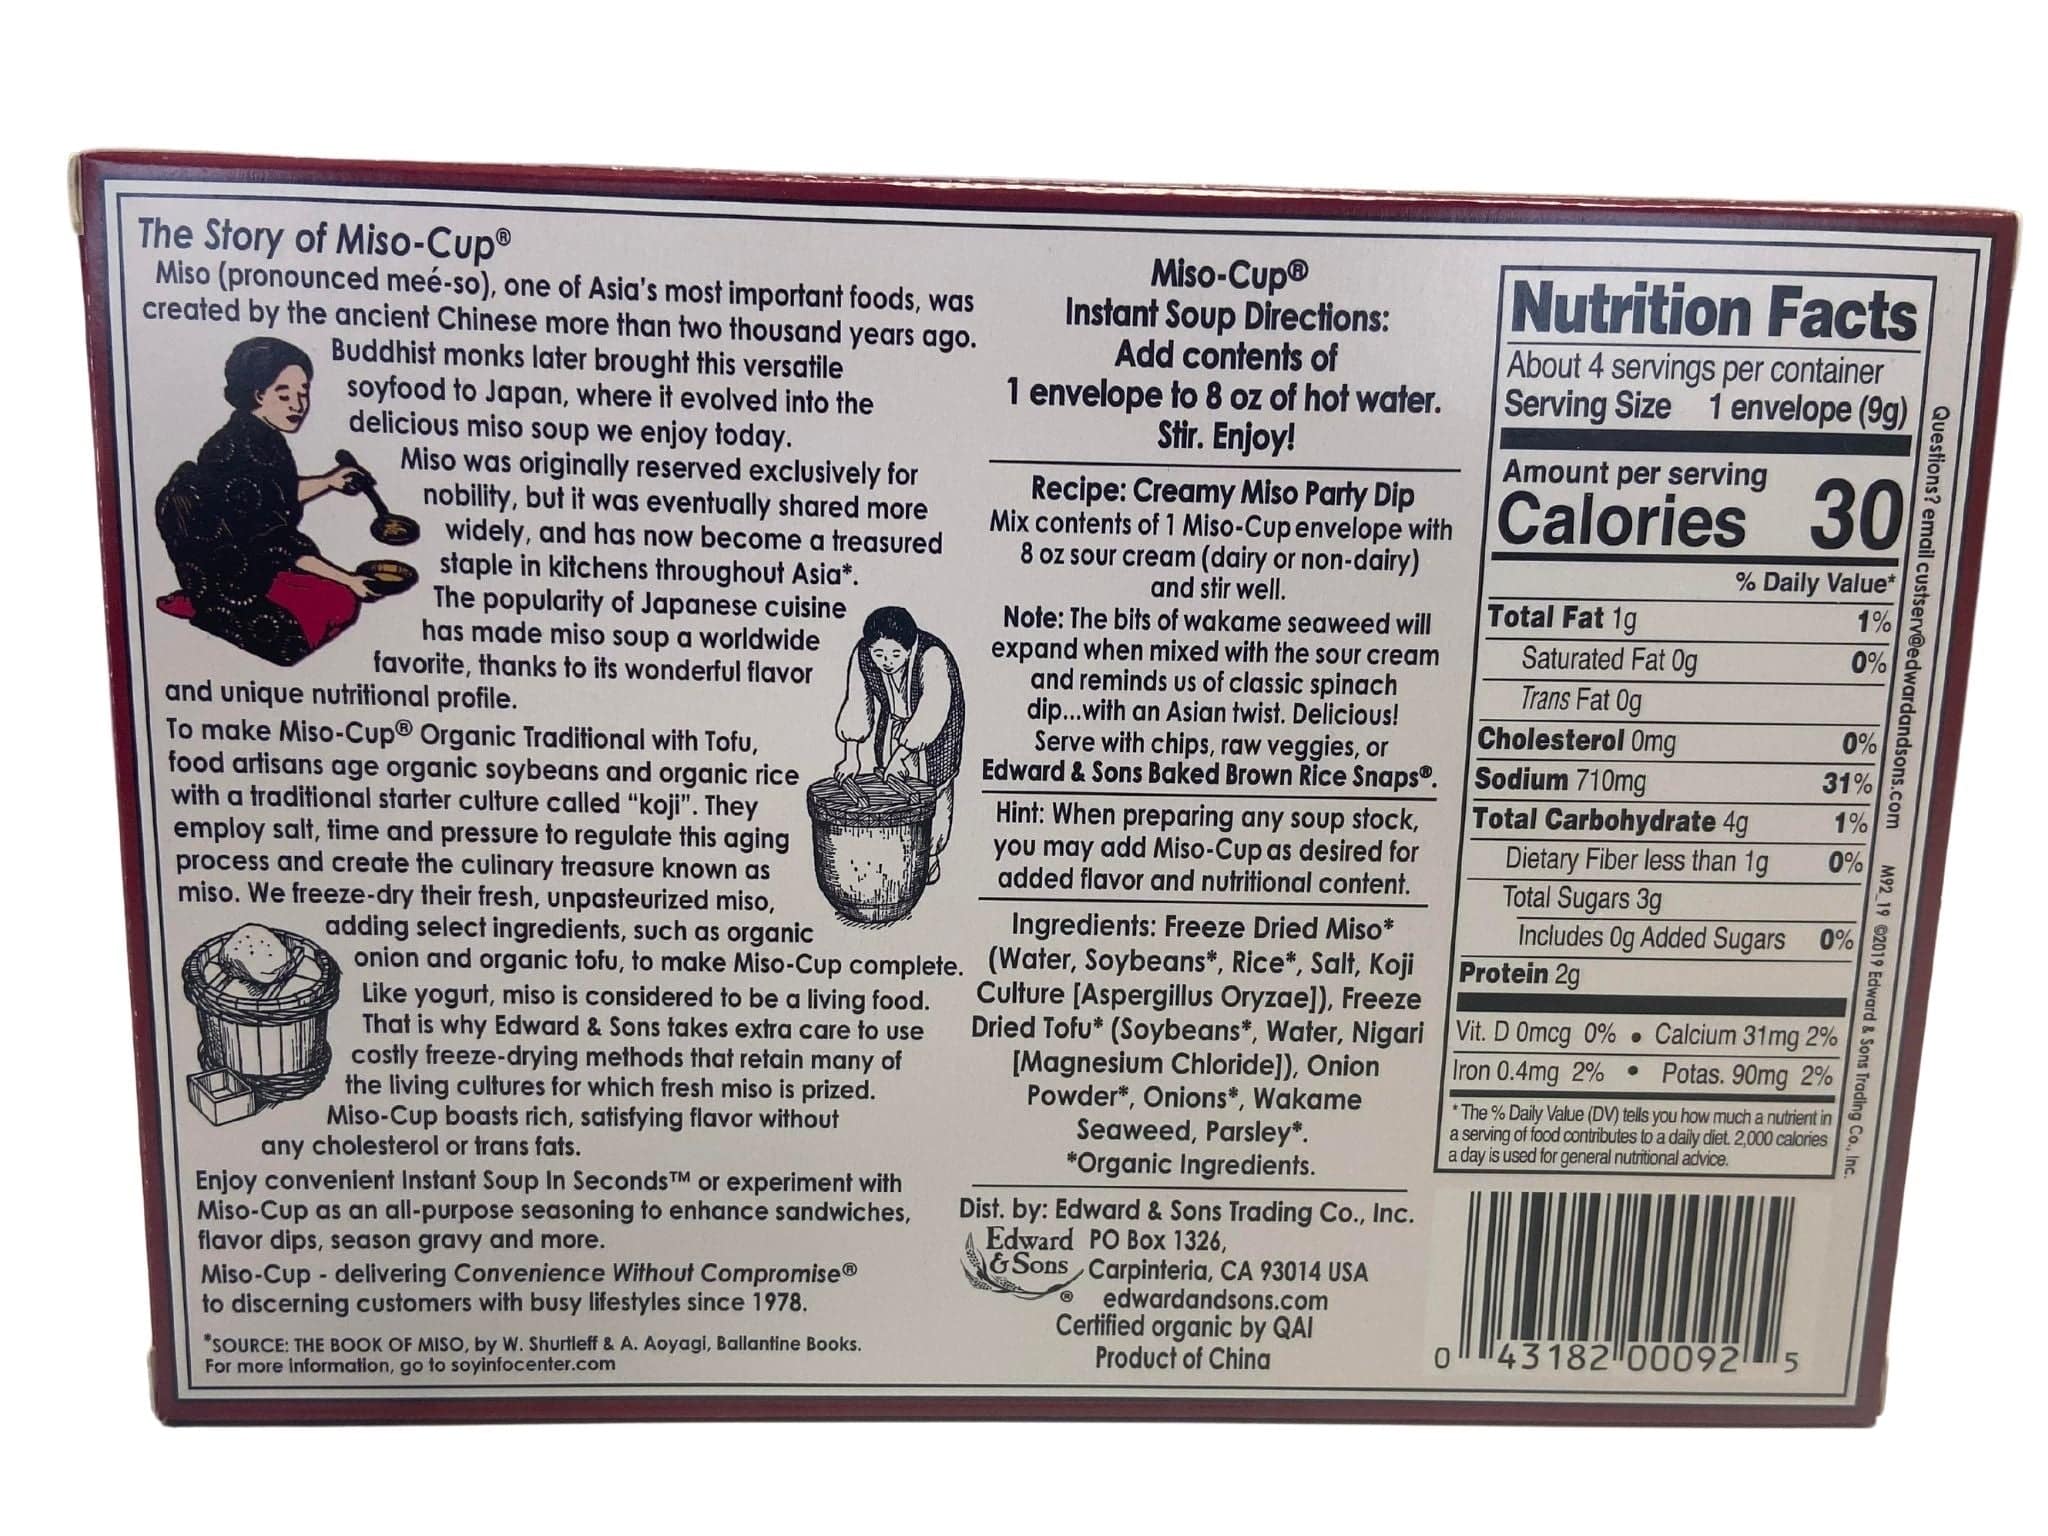 The Story of Miso-Cup®
Miso (pronounced meé-so), one of Asia's most important foods, was
created by the ancient Chinese more than two thousand years ago.
Buddhist monks later brought this versatile
soyfood to Japan, where it evolved into the
delicious miso soup we enjoy today.
Miso was originally reserved exclusively for
nobility, but it was eventually shared more
widely, and has now become a treasured
staple in kitchens throughout Asia*.
The popularity of Japanese cuisine
has made miso soup a worldwide
favorite, thanks to its wonderful flavor
and unique nutritional profile.
To make Miso-Cup® Organic Traditional with Tofu,
food artisans age organic soybeans and organic rice
with a traditional starter culture called “koji”. They
employ salt, time and pressure to regulate this aging
process and create the culinary treasure known as
miso. We freeze-dry their fresh, unpasteurized miso,
adding select ingredients, such as organic
onion and organic tofu, to make Miso-Cup complete.
Like yogurt, miso is considered to be a living food.
That is why Edward & Sons takes extra care to use
costly freeze-drying methods that retain many of
the living cultures for which fresh miso is prized.
Miso-Cup boasts rich, satisfying flavor without
any cholesterol or trans fats.
Enjoy convenient Instant Soup In Seconds™ or experiment with
Miso-Cup as an all-purpose seasoning to enhance sandwiches,
flavor dips, season gravy and more.
Miso-Cup - delivering Convenience Without Compromise®
to discerning customers with busy lifestyles since 1978.
*SOURCE: THE BOOK OF MISO, by W. Shurtleff & A. Aoyagi, Ballantine Books.
For more information, go to soyinfocenter.com
Miso-Cup®
Instant Soup Directions:
Add contents of
1 envelope to 8 oz of hot water.
Stir. Enjoy!
Recipe: Creamy Miso Party Dip
Mix contents of 1 Miso-Cup envelope with
8 oz sour cream (dairy or non-dairy)
and stir well.
Note: The bits of wakame seaweed will
expand when mixed with the sour cream
and reminds us of classic spinach
dip...with an Asian twist. Delicious!
Serve with chips, raw veggies, or
Edward & Sons Baked Brown Rice Snaps®.
Hint: When preparing any soup stock,
you may add Miso-Cup as desired for
added flavor and nutritional content.
Ingredients: Freeze Dried Miso*
(Water, Soybeans*, Rice*, Salt, Koji
Culture [Aspergillus Oryzae]), Freeze
Dried Tofu* (Soybeans*, Water, Nigari
[Magnesium Chloride]), Onion
Powder*, Onions*, Wakame
Seaweed, Parsley*.
*Organic Ingredients.
Dist. by: Edward & Sons Trading Co., Inc.
Edward
& Sons ®
PO Box 1326,
Carpinteria, CA 93014 USA
edwardandsons.com
Certified organic by QAI
Product of China
Nutrition Facts
About 4 servings per container
Serving Size 1 envelope (9g)
Amount per serving
Calories 30
% Daily Value*
Total Fat 1g 1%
Saturated Fat 0g 0%
Trans Fat 0g
Cholesterol 0mg 0%
Sodium 710mg 31%
Total Carbohydrate 4g 1%
Dietary Fiber less than 1g 0%
Total Sugars 3g
Includes 0g Added Sugars 0%
Protein 2g
Vit. D 0mcg 0% • Calcium 31mg 2%
Iron 0.4mg 2% • Potas. 90mg 2%
*The % Daily Value (DV) tells you how much a nutrient in
a serving of food contributes to a daily diet. 2,000 calories
a day is used for general nutritional advice.
Questions? email custserv@edwardandsons.com M92_19 ©2019 Edward & Sons Trading Co., Inc.
0 43182 00092 5